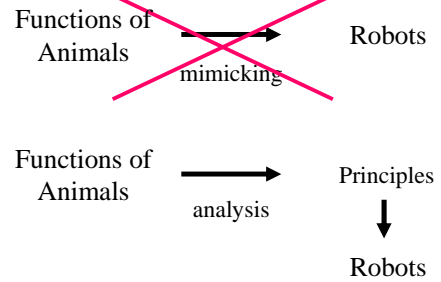 Functions of
Animals
mimicking
Robots
Functions of
Animals
analysis
Principles
Robots